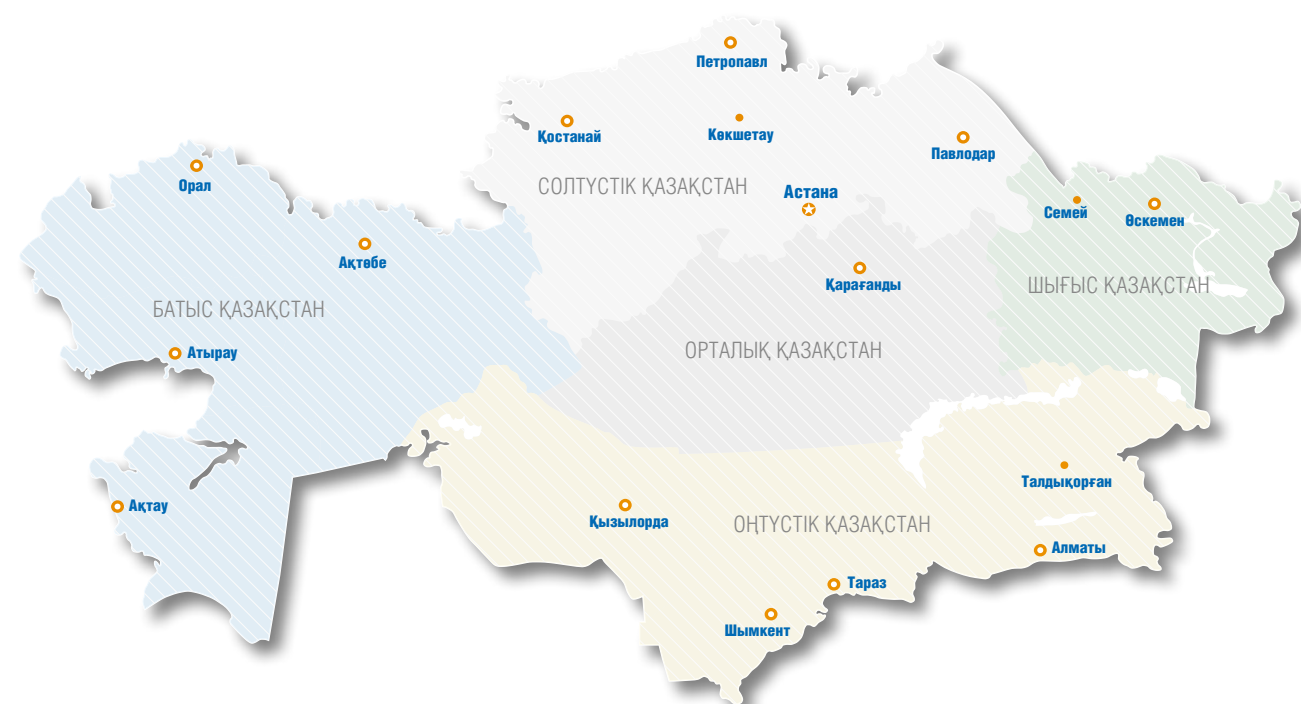 Петропавл
Қостанай
Көкшетау
Павлодар
Орал
СОЛТҮСТІК ҚАЗАҚСТАН
Астана
Семей
Өскемен
Ақтөбе
Қарағанды
ШЫҒЫС ҚАЗАҚСТАН
БАТЫС ҚАЗАҚСТАН
Атырау
ОРТАЛЫҚ ҚАЗАҚСТАН
Талдықорған
Ақтау
Қызылорда
ОҢТҮСТІК ҚАЗАҚСТАН
Алматы
Тараз
Шымкент